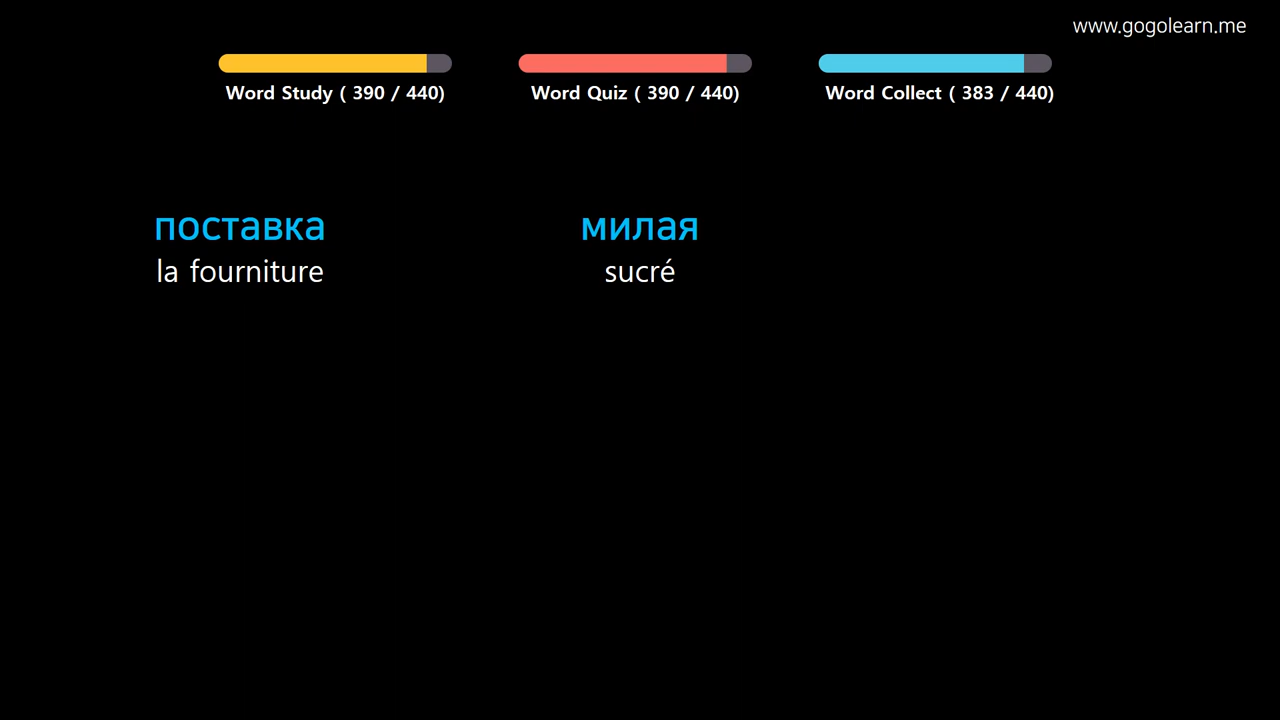 www.gogolearn.me
Word Study ( 390 / 440)
Word Quiz ( 390 / 440)
Word Collect ( 383 / 440)
поставка
la fourniture
милая
sucré